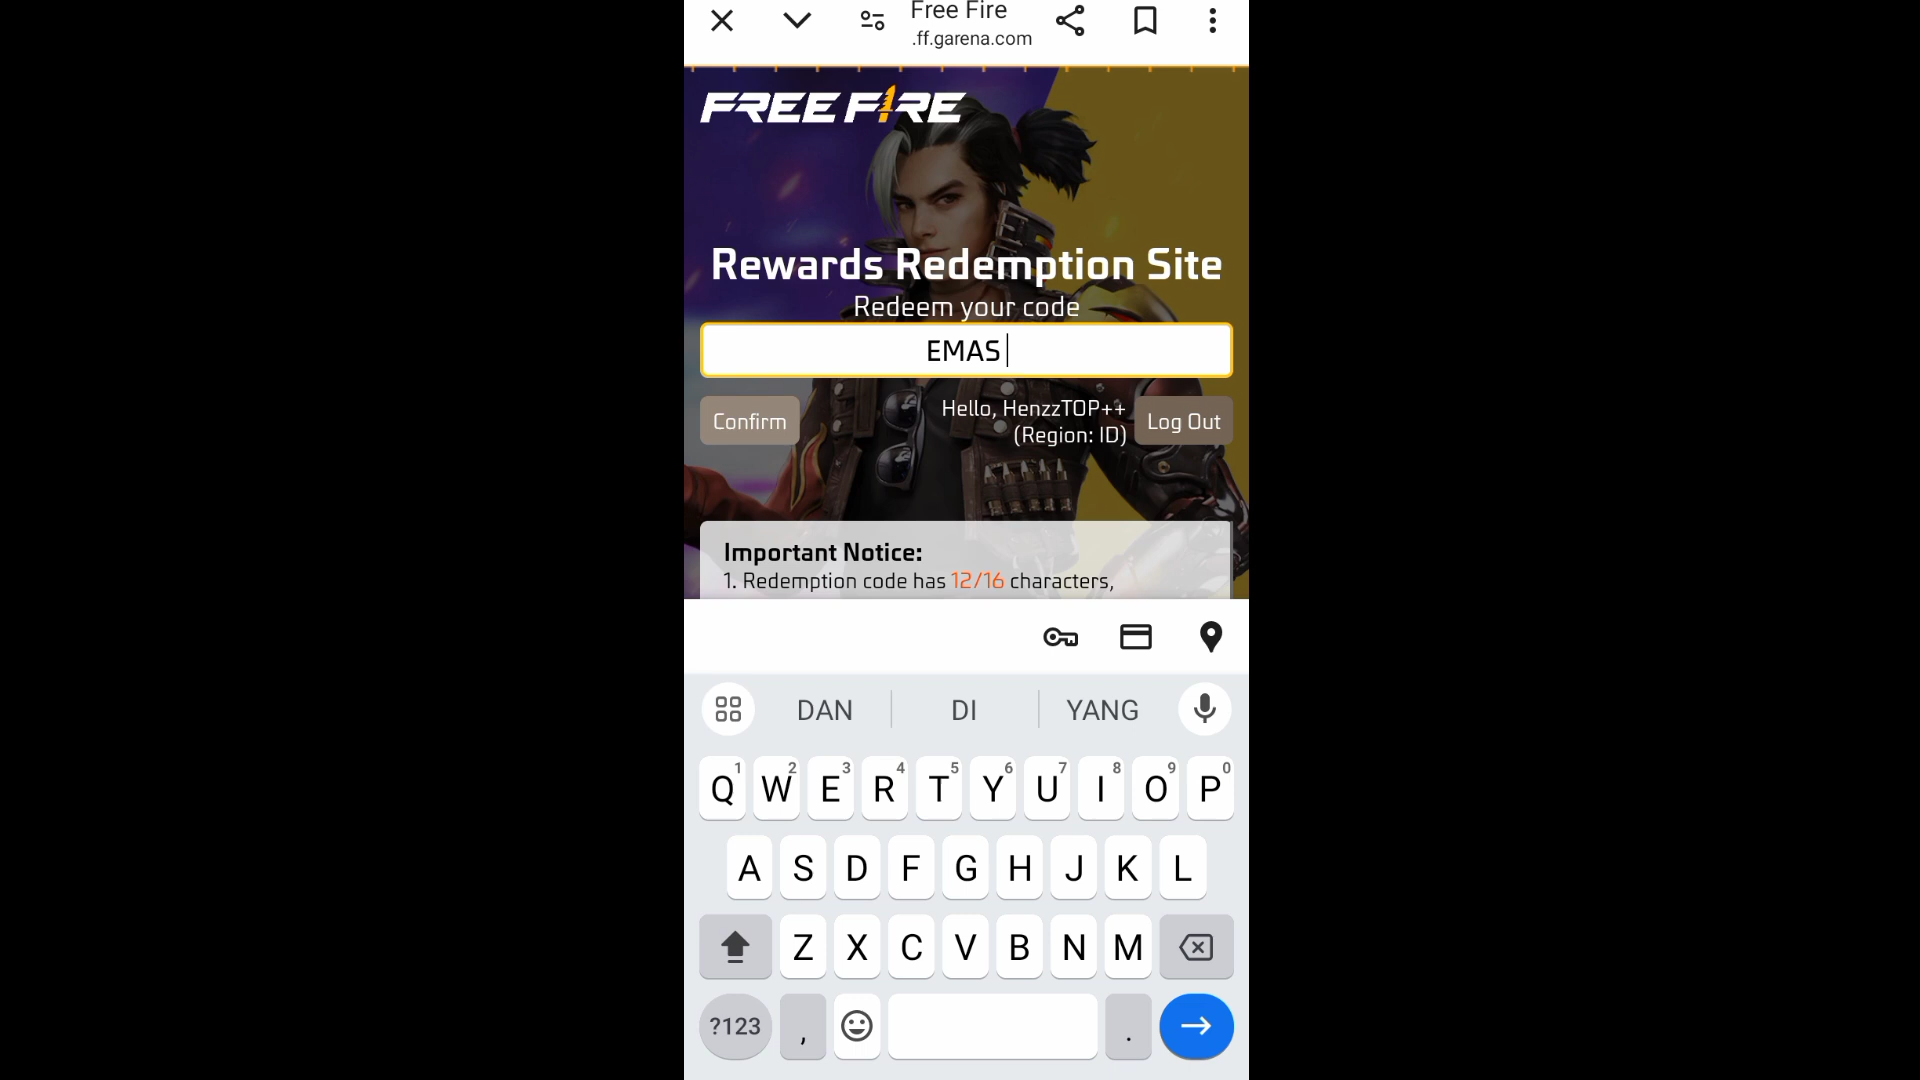 Free Fire
.ff.garena.com
FREE FIRE
Rewards Redemption Site
Redeem your code
EMAS
Confirm
Hello, HenzzTOP++
(Region: ID)
Log Out
Important Notice:
1. Redemption code has 12/16 characters,
DAN DI YANG
1 2 3 4 5 6 7 8 9 0
Q W E R T Y U I O P
A S D F G H J K L
Z X C V B N M
?123 , .